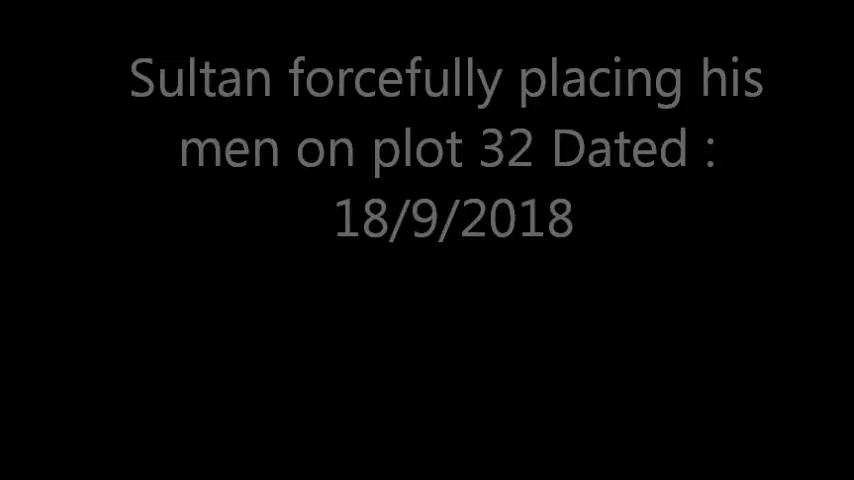 Sultan forcefully placing his
men on plot 32 Dated :
18/9/2018